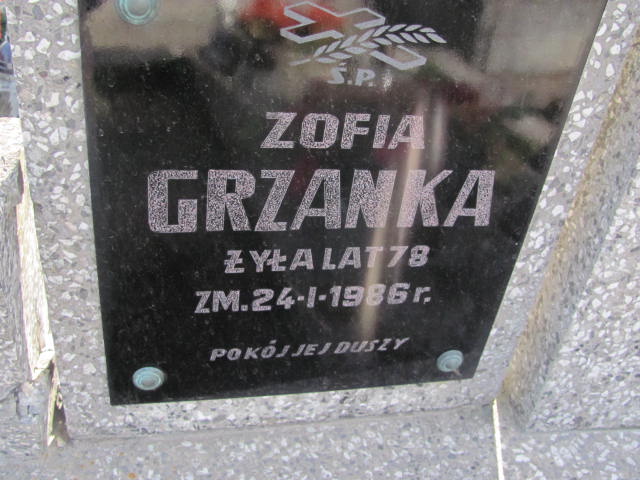 Ś.P.
ZOFIA
GRZANKA
ŻYŁA LAT 78
ZM. 24-I-1986 r.
POKÓJ JEJ DUSZY